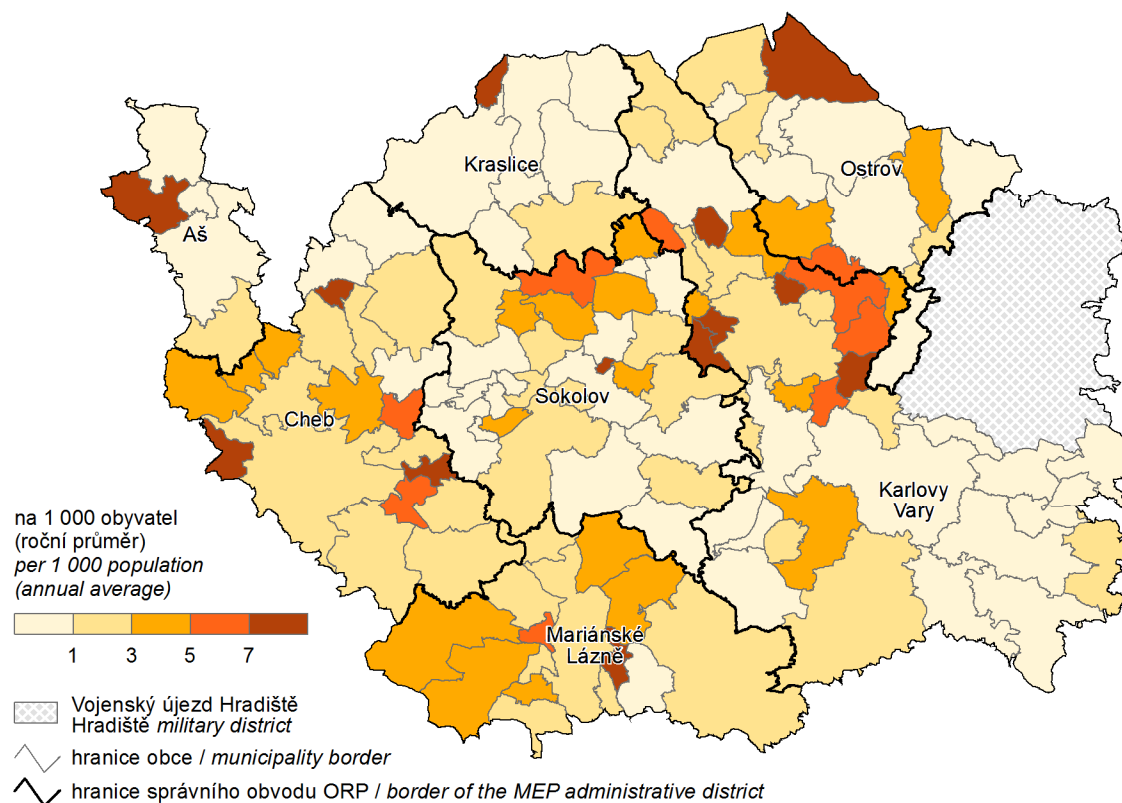 Kraslice
Ostrov
Aš
Sokolov
Cheb
Karlovy
Vary
Mariánské
Lázně
na 1 000 obyvatel
(roční průměr)
per 1 000 population
(annual average)
1 3 5 7
Vojenský újezd Hradiště
Hradiště military district
hranice obce / municipality border
hranice správního obvodu ORP / border of the MEP administrative district